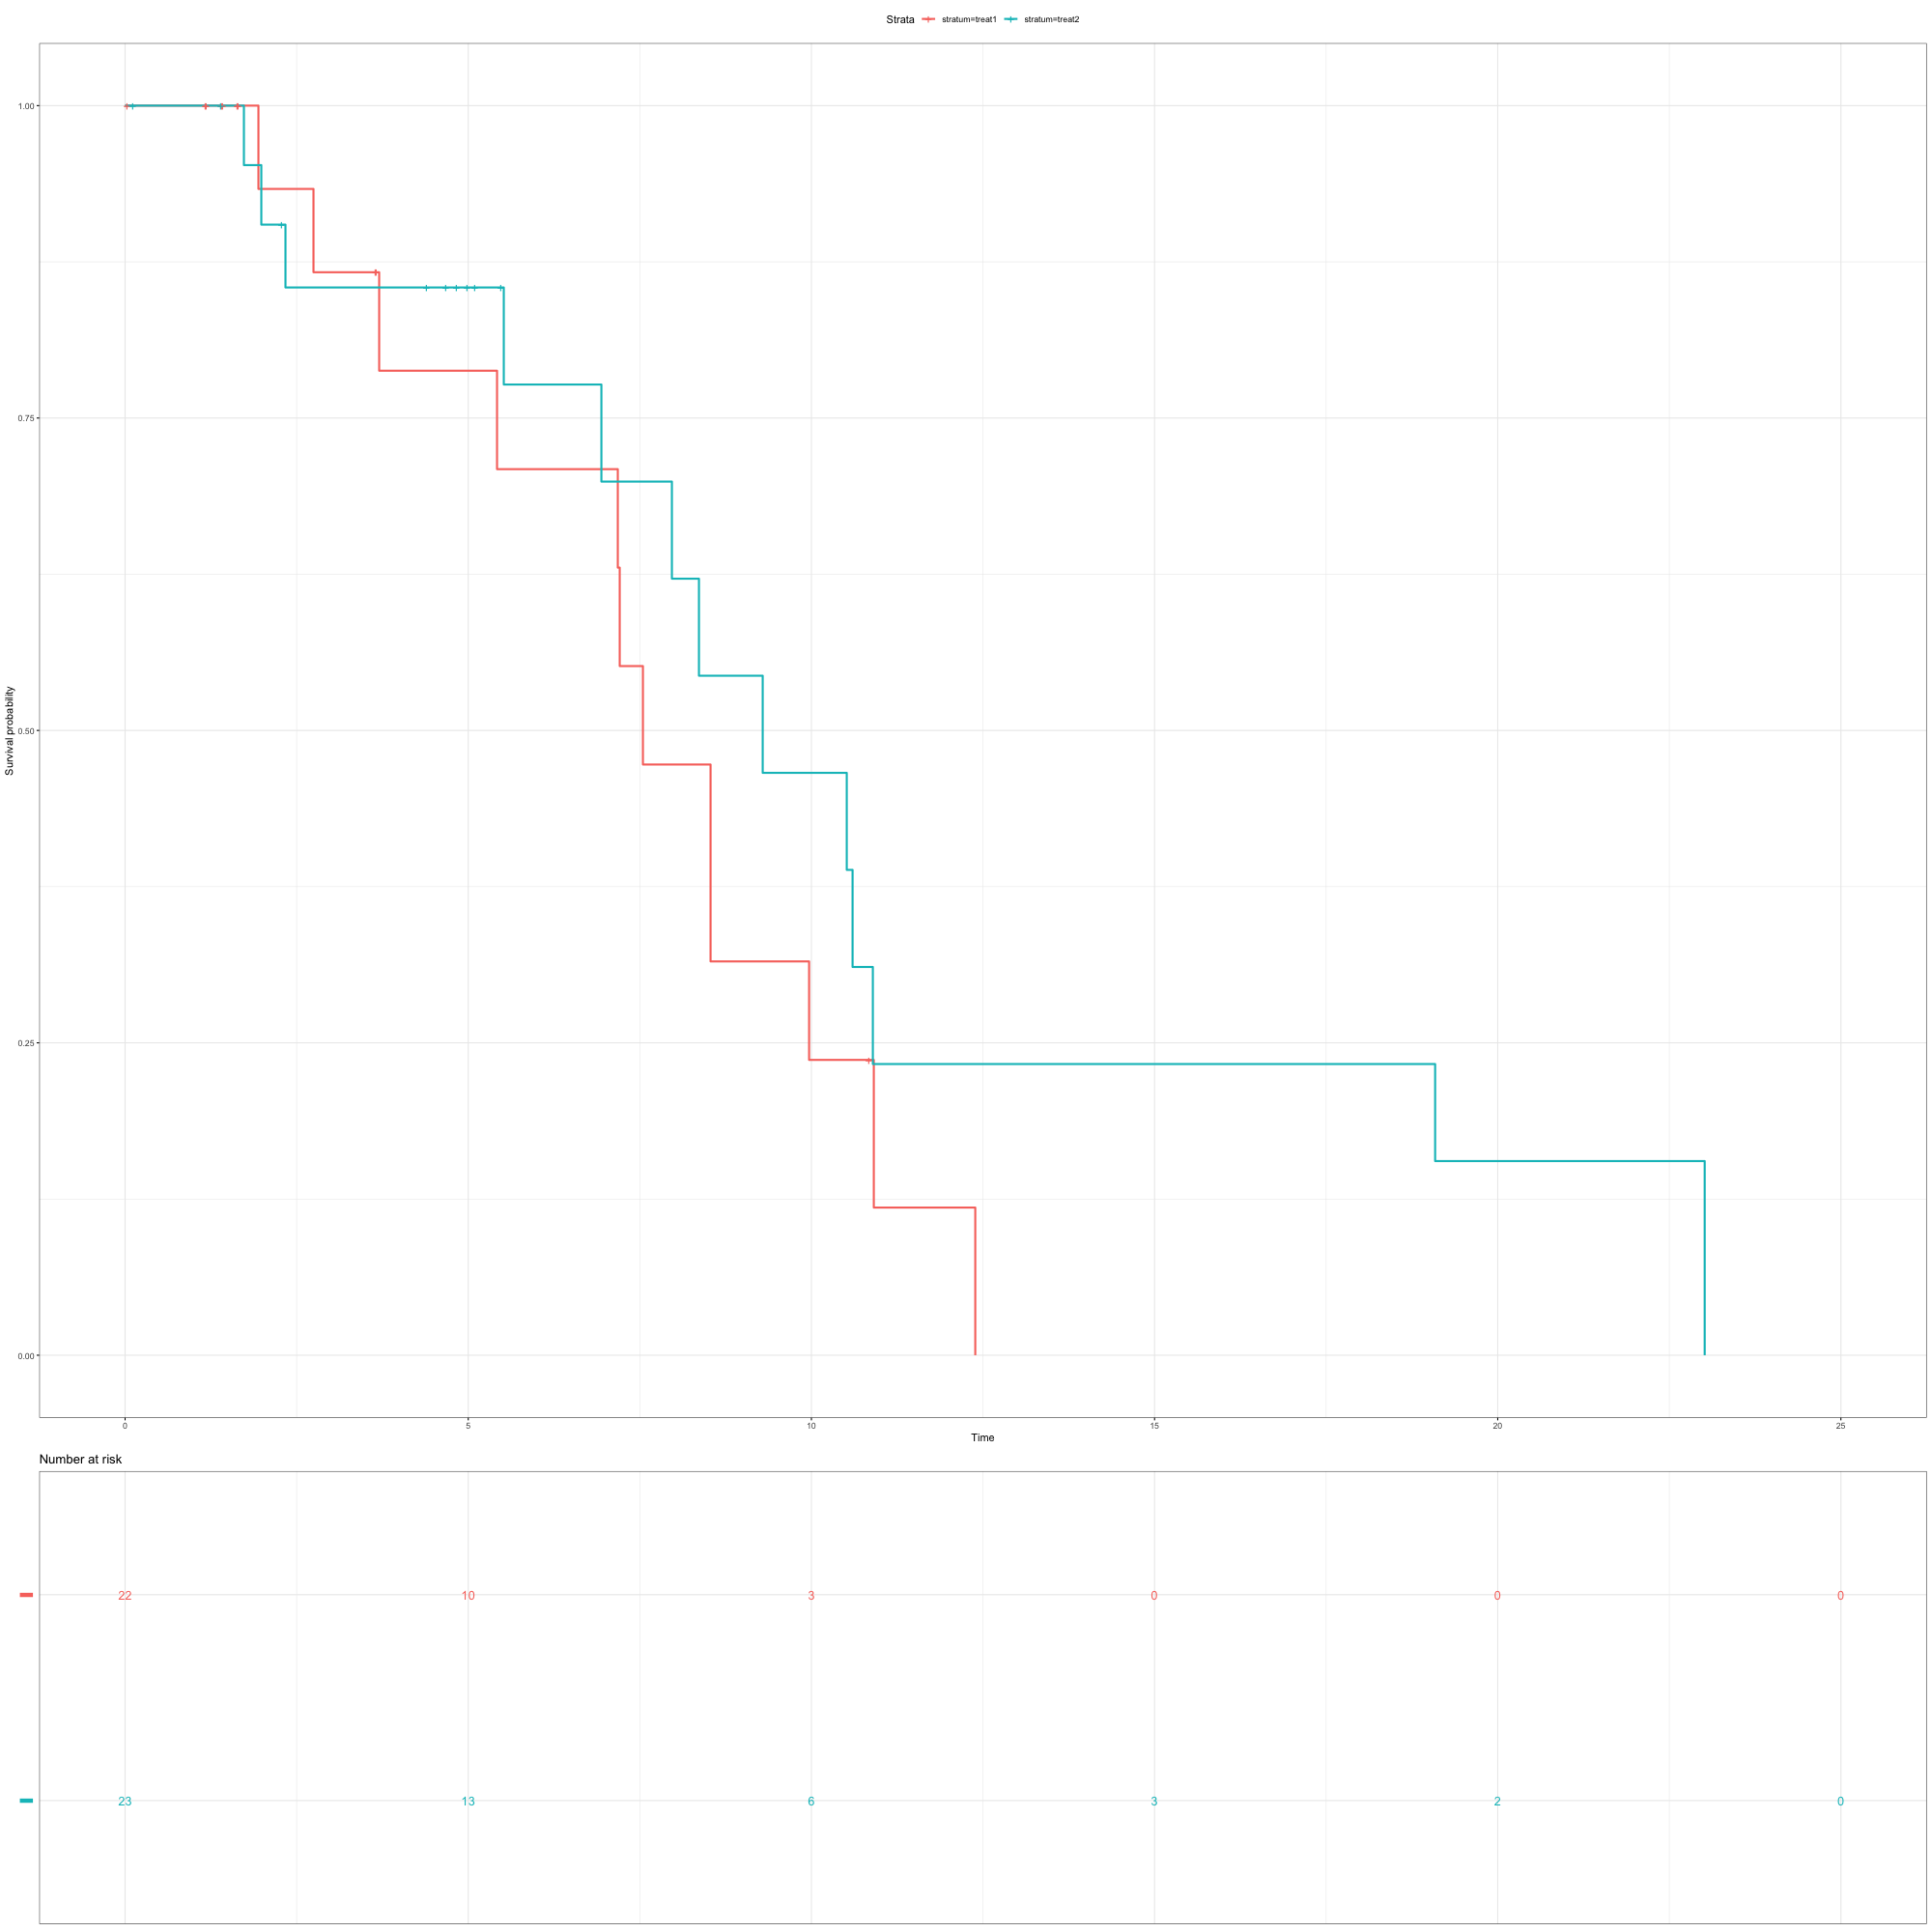 Strata stratum=treat1 stratum=treat2
1.00
0.75
0.50
0.25
0.00
Survival probability
0 5 10 15 20 25
Time
Number at risk
22 10 3 0 0 0
23 13 6 3 2 0